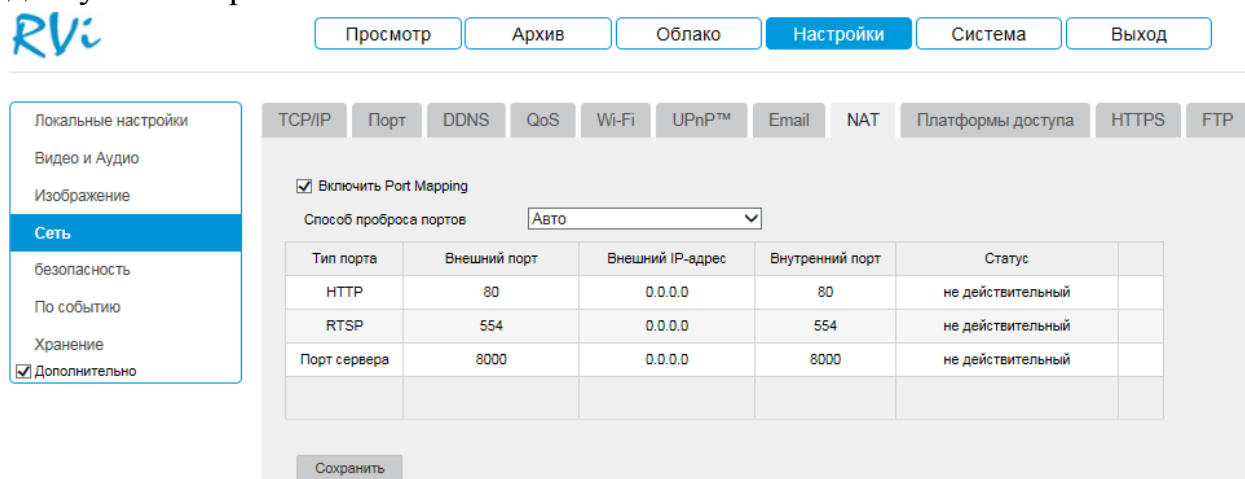 RVi
Просмотр Архив Облако Настройки Система Выход
Локальные настройки
Видео и Аудио
Изображение
Сеть
безопасность
По событию
Хранение
Дополнительно
TCP/IP Порт DDNS QoS Wi-Fi UPnP™ Email NAT Платформы доступа HTTPS FTP
Включить Port Mapping
Способ проброса портов Авто
Тип порта Внешний порт Внешний IP-адрес Внутренний порт Статус
HTTP 80 0.0.0.0 80 не действительный
RTSP 554 0.0.0.0 554 не действительный
Порт сервера 8000 0.0.0.0 8000 не действительный
Сохранить